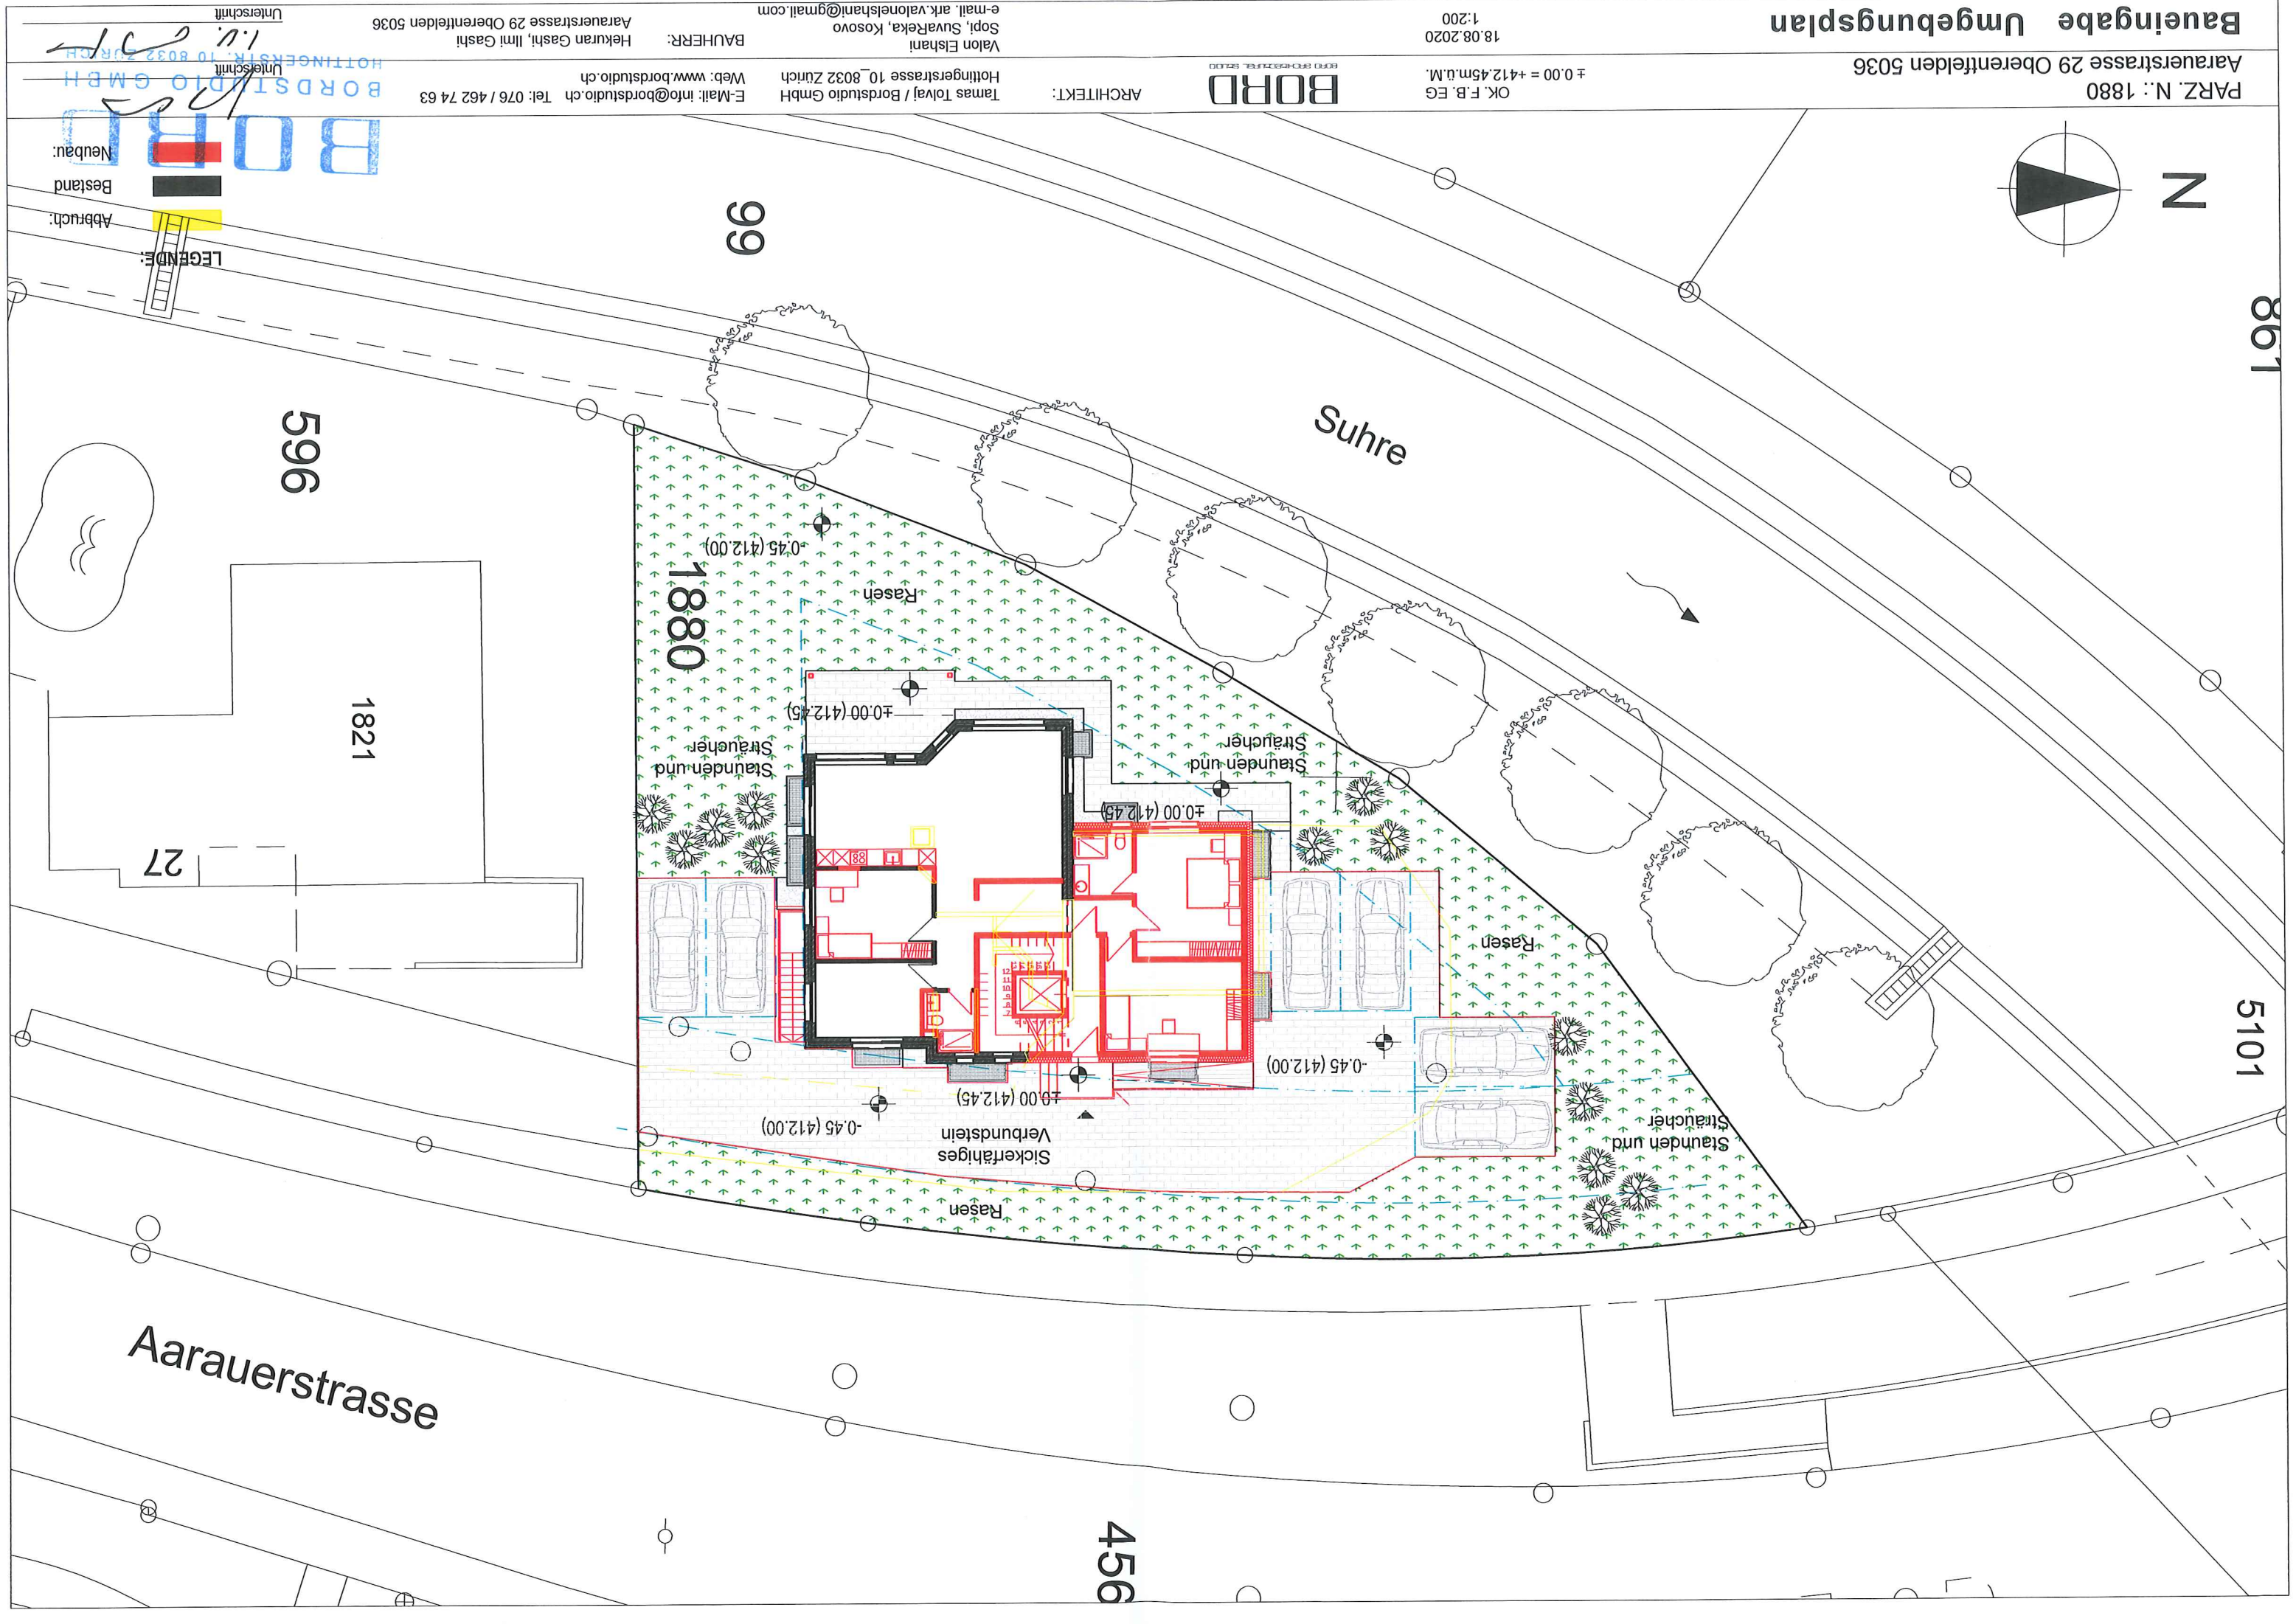 PARZ. N.: 1880
Aarauerstrasse 29 Oberentfelden 5036
Baueingabe Umgebungsplan
OK. F.B. EG
± 0.00 = +412.45m.ü.M.
18.08.2020
1:200
BORD
ARCHITEKT:
Tamas Tolvaj / Bordstudio GmbH
Hottingerstrasse 10_8032 Zürich
Valon Elshani
Sopi, SuvaReka, Kosovo
e-mail. ark.valonelshani@gmail.com
E-Mail: info@bordstudio.ch Tel: 076 / 462 74 63
Web: www.bordstudio.ch
BAUHERR:
Hekuran Gashi, Ilmi Gashi
Aarauerstrasse 29 Oberentfelden 5036
Unterschrift
Unterschrift
i.v.
BORD
BORDSTUDIO GMBH
HOTTINGERSTR. 10 8032 ZÜRICH
LEGENDE:
Abbruch:
Bestand
Neubau:
N
99
861
596
Suhre
-0.45 (412.00)
1880
Rasen
1821
±0.00 (412.45)
Staunden und
Sträucher
Staunden und
Sträucher
±0.00 (412.45)
27
Rasen
5101
-0.45 (412.00)
±0.00 (412.45)
-0.45 (412.00)
Sickerfähiges
Verbundstein
Staunden und
Sträucher
Rasen
Aarauerstrasse
456